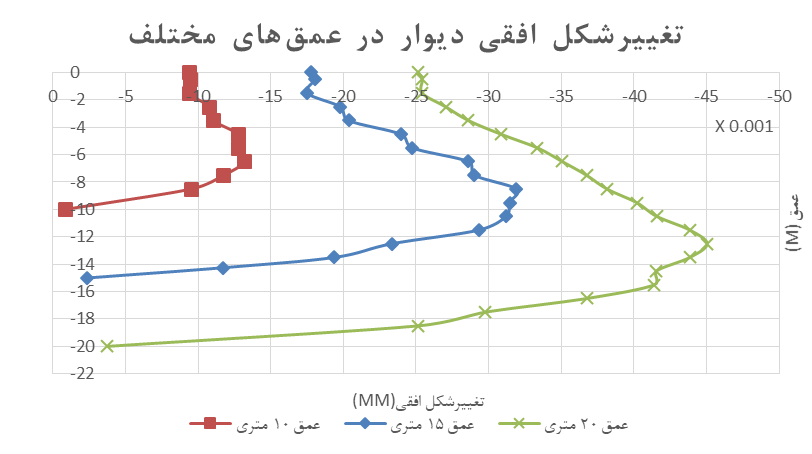 تغییرشکل افقی دیوار در عمق‌های مختلف
0 -5 -10 -15 -20 -25 -30 -35 -40 -45 -50
X 0.001
0
-2
-4
-6
-8
-10
-12
-14
-16
-18
-20
-22
عمق (M)
تغییرشکل افقی(MM)
عمق ۱۰ متری
عمق ۱۵ متری
عمق ۲۰ متری